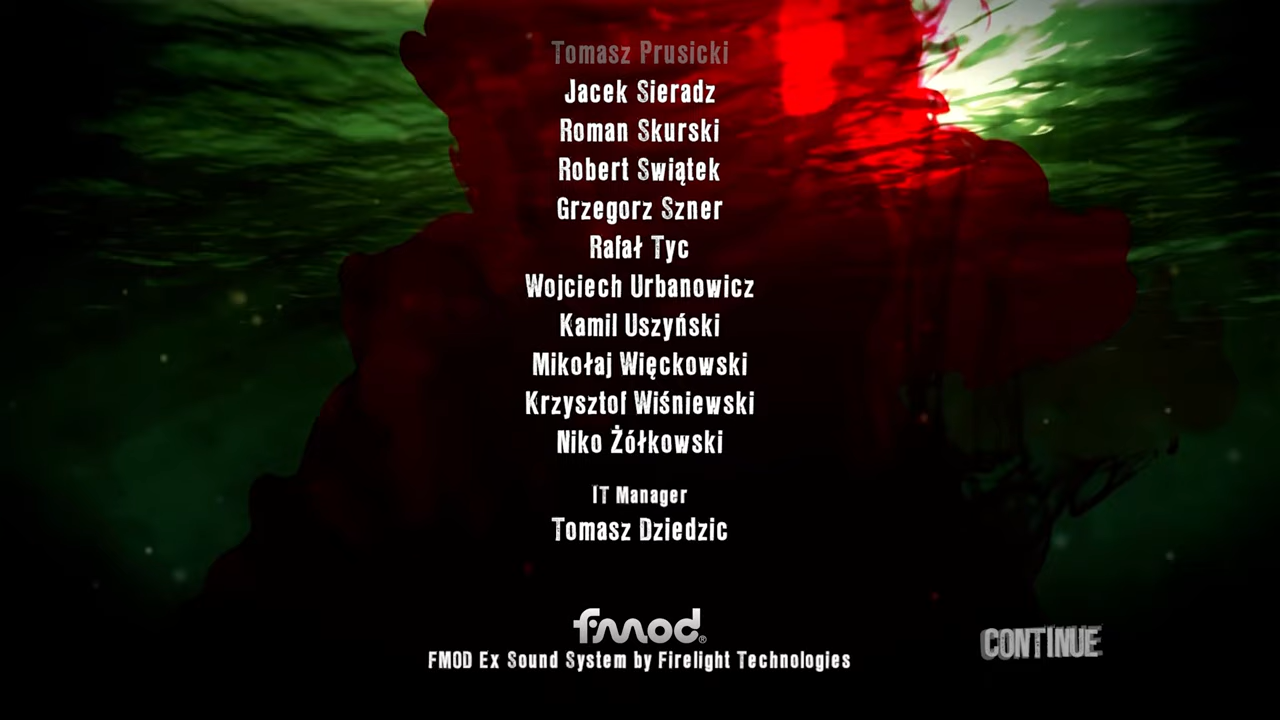 Tomasz Prusicki
Jacek Sieradz
Roman Skurski
Robert Swiątek
Grzegorz Szner
Rafał Tyc
Wojciech Urbanowicz
Kamil Uszyński
Mikołaj Więckowski
Krzysztof Wiśniewski
Niko Żółkowski
IT Manager
Tomasz Dziedzic
fmod®
FMOD Ex Sound System by Firelight Technologies
CONTINUE